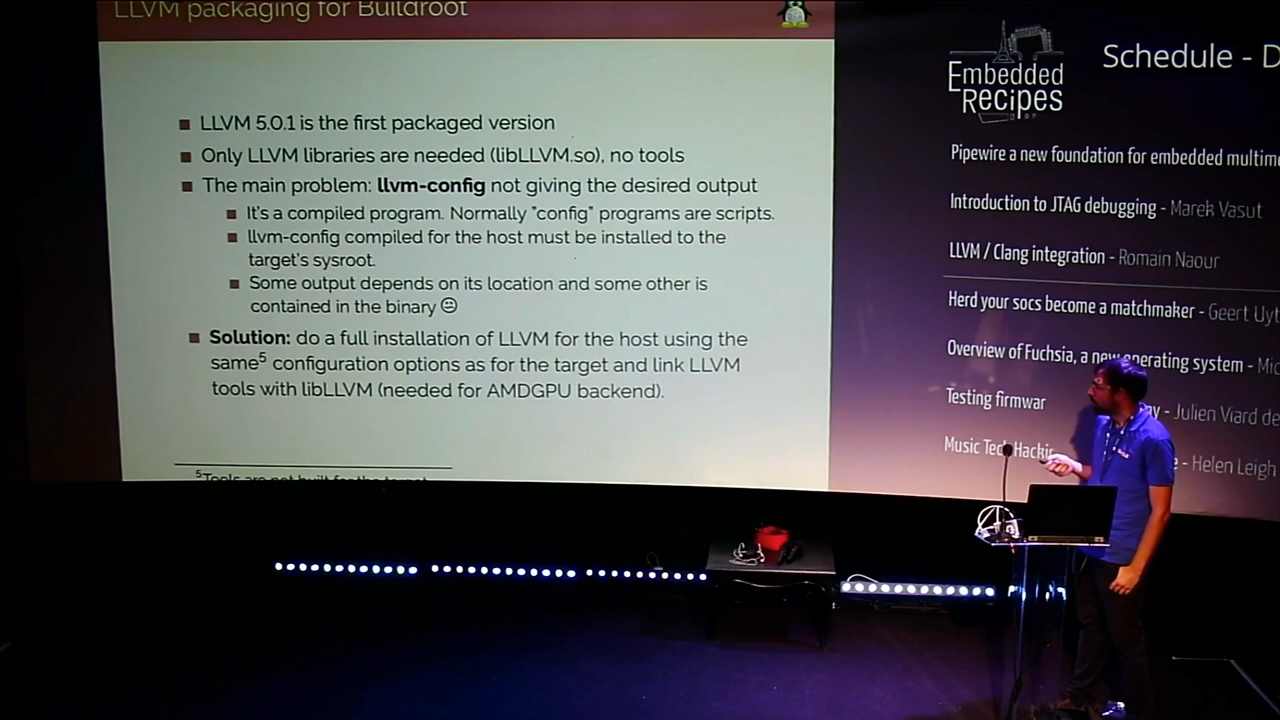 LLVM packaging for Buildroot
■ LLVM 5.0.1 is the first packaged version
■ Only LLVM libraries are needed (libLLVM.so), no tools
■ The main problem: llvm-config not giving the desired output
■ It's a compiled program. Normally "config" programs are scripts.
■ llvm-config compiled for the host must be installed to the
target's sysroot.
■ Some output depends on its location and some other is
contained in the binary ☹
■ Solution: do a full installation of LLVM for the host using the
same⁵ configuration options as for the target and link LLVM
tools with libLLVM (needed for AMDGPU backend).
⁵Tools are not built for the target
Embedded
Recipes
Schedule - D
Pipewire a new foundation for embedded multime
Introduction to JTAG debugging - Marek Vasut
LLVM / Clang integration - Romain Naour
Herd your socs become a matchmaker - Geert Uyt
Overview of Fuchsia, a new operating system - Mic
Testing firmwar - Julien Viard de
Music Tech Hackin - Helen Leigh